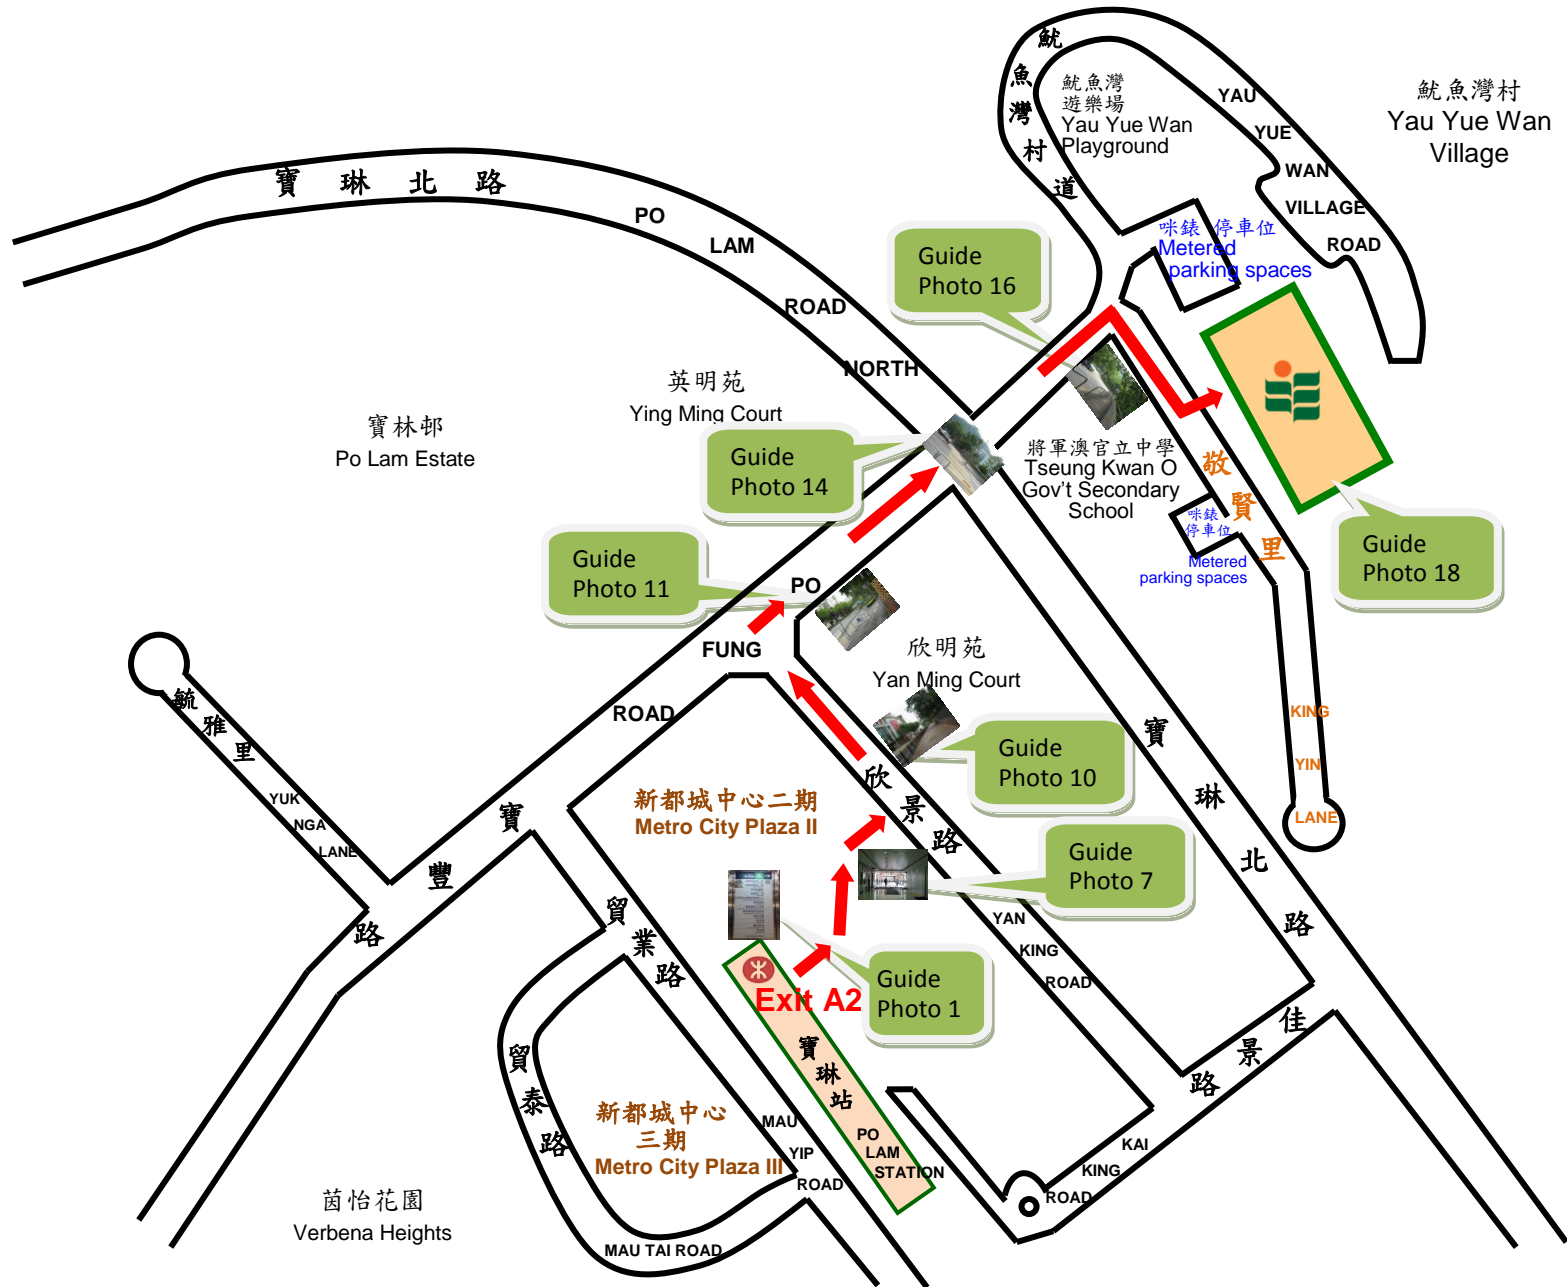 魷魚灣村道
YAU
YUE
WAN
VILLAGE
ROAD
魷魚灣
遊樂場
Yau Yue Wan
Playground
魷魚灣村
Yau Yue Wan
Village
寶琳北路
PO
LAM
ROAD
NORTH
咪錶 停車位
Metered
parking spaces
Guide
Photo 16
英明苑
Ying Ming Court
寶林邨
Po Lam Estate
Guide
Photo 14
將軍澳官立中學
Tseung Kwan O
Gov't Secondary
School
敬賢里
咪錶
停車位
Metered
parking spaces
Guide
Photo 18
Guide
Photo 11
PO
FUNG
ROAD
欣明苑
Yan Ming Court
KING
YIN
LANE
毓雅里
YUK
NGA
LANE
Guide
Photo 10
寶琳北路
新都城中心二期
Metro City Plaza II
欣景路
YAN
KING
ROAD
Guide
Photo 7
寶豐路
貿業路
MAU
YIP
ROAD
Exit A2
Guide
Photo 1
寶琳站
PO
LAM
STATION
佳景路
KAI
KING
ROAD
貿泰路
MAU TAI ROAD
新都城中心
三期
Metro City Plaza III
茵怡花園
Verbena Heights